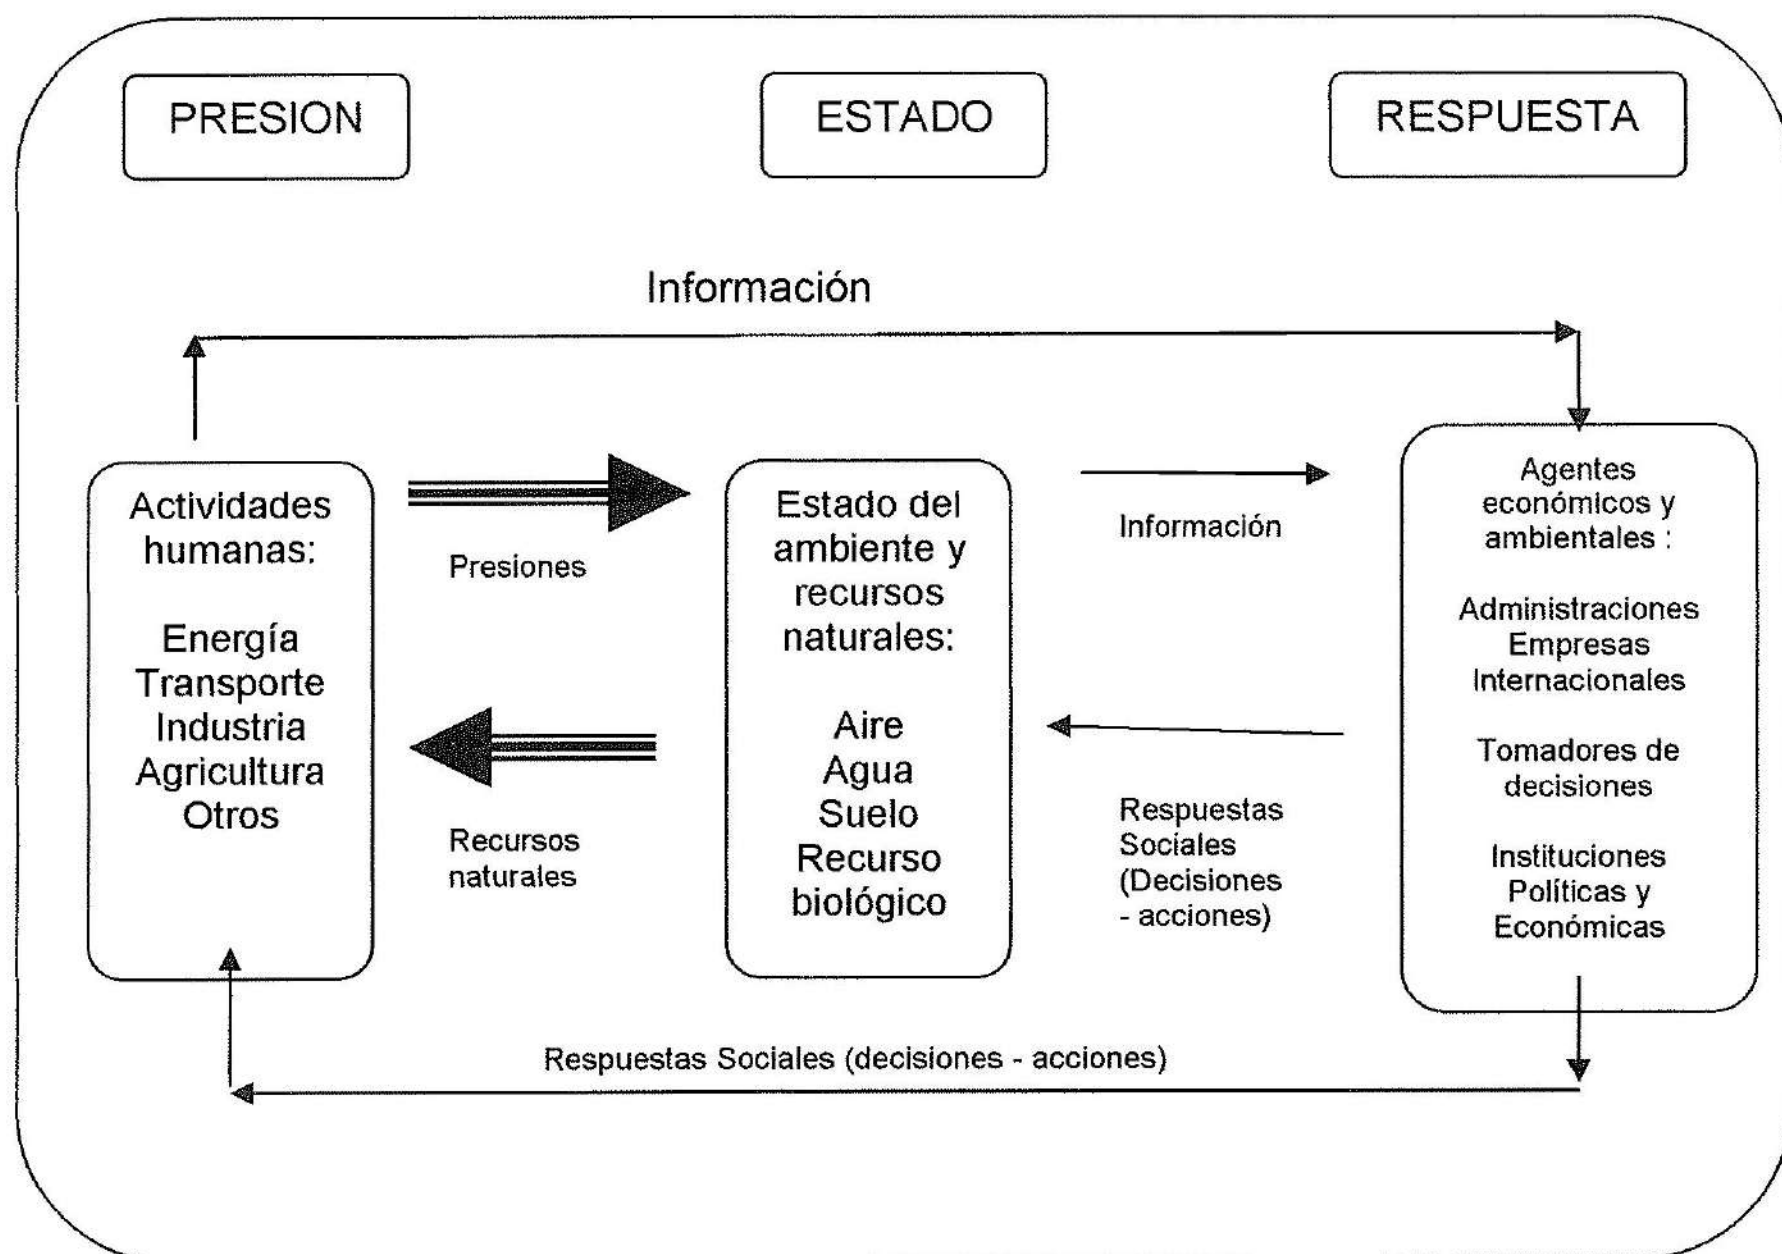 PRESION
ESTADO
RESPUESTA
Información
Actividades
humanas:
Energía
Transporte
Industria
Agricultura
Otros
Presiones
Recursos
naturales
Estado del
ambiente y
recursos
naturales:
Aire
Agua
Suelo
Recurso
biológico
Información
Respuestas
Sociales
(Decisiones
- acciones)
Agentes
económicos y
ambientales :
Administraciones
Empresas
Internacionales
Tomadores de
decisiones
Instituciones
Políticas y
Económicas
Respuestas Sociales (decisiones - acciones)